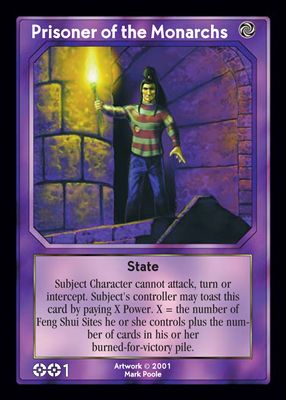 Prisoner of the Monarchs
State
Subject Character cannot attack, turn or
intercept. Subject's controller may toast this
card by paying X Power. X = the number of
Feng Shui Sites he or she controls plus the num-
ber of cards in his or her
burned-for-victory pile.
1
Artwork © 2001
Mark Poole